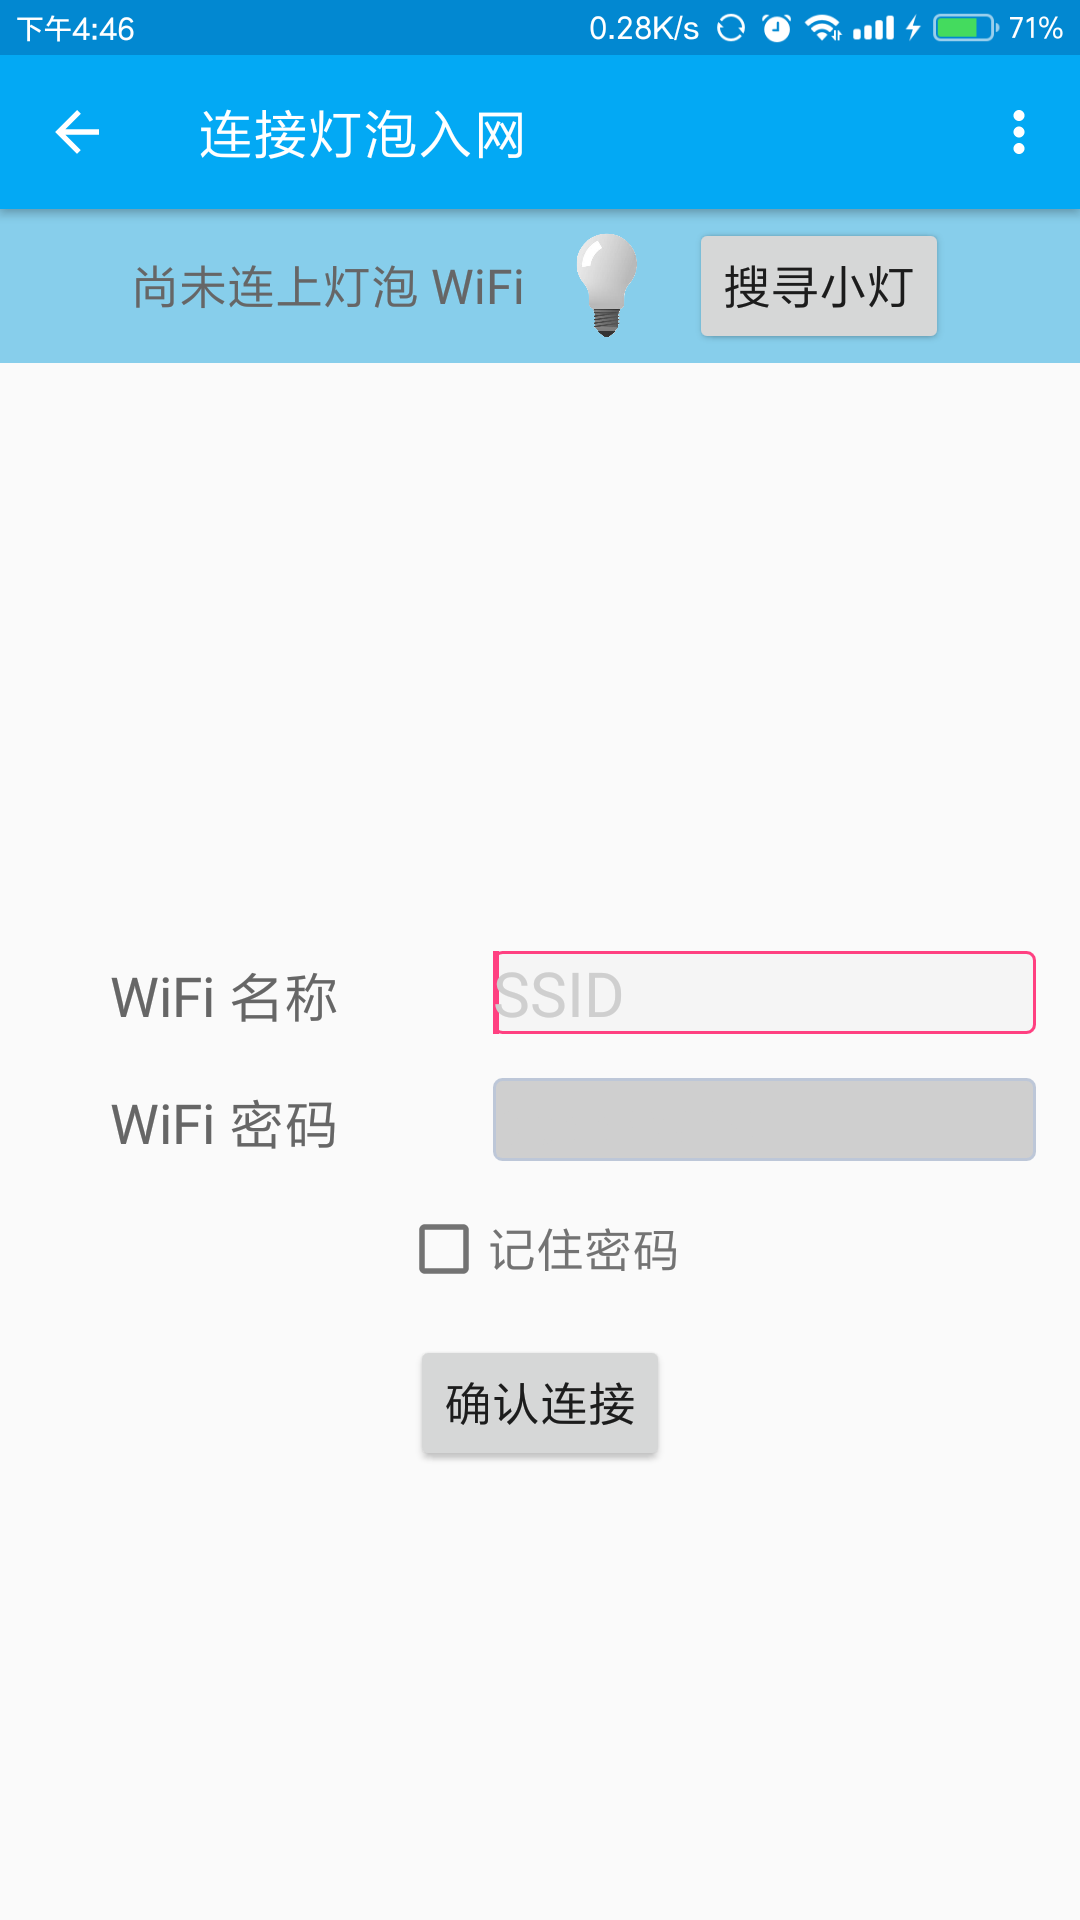 下午4:46 0.28K/s 71%
连接灯泡入网
尚未连上灯泡 WiFi 搜寻小灯
WiFi 名称 SSID
WiFi 密码
记住密码
确认连接